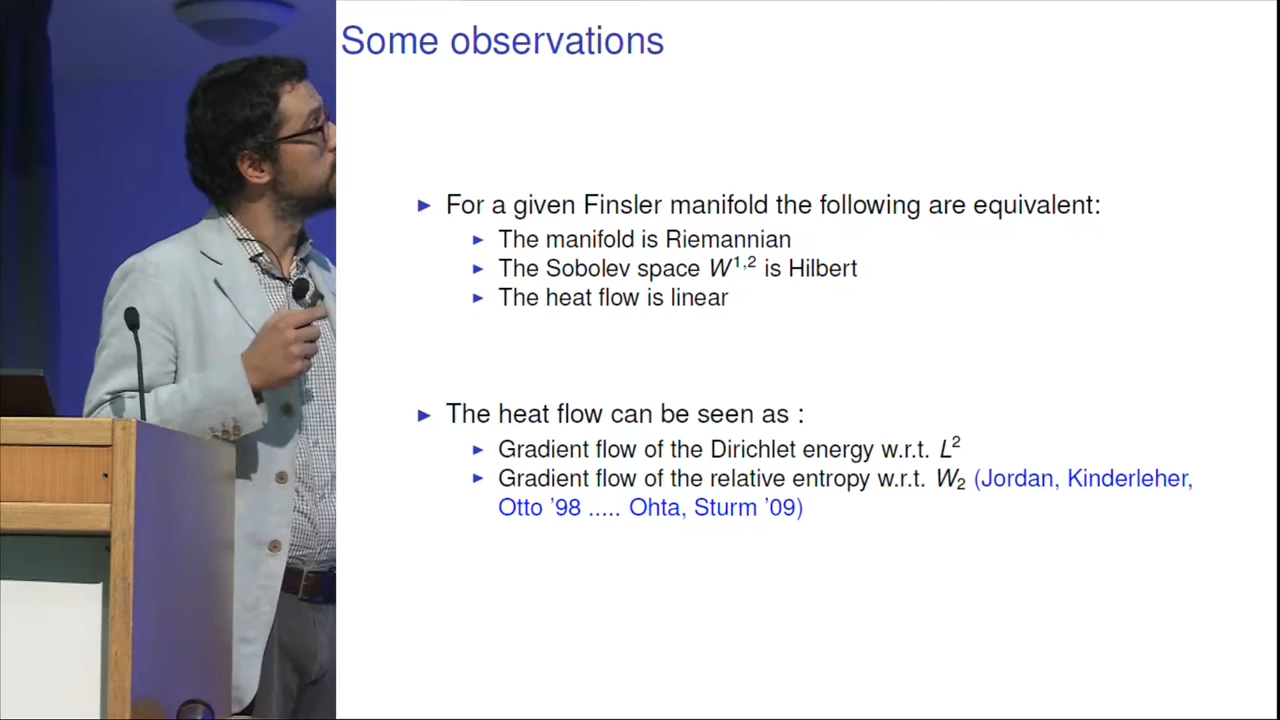 Some observations
▶ For a given Finsler manifold the following are equivalent:
▶ The manifold is Riemannian
▶ The Sobolev space W^{1,2} is Hilbert
▶ The heat flow is linear
▶ The heat flow can be seen as :
▶ Gradient flow of the Dirichlet energy w.r.t. L^2
▶ Gradient flow of the relative entropy w.r.t. W_2 (Jordan, Kinderleher,
Otto '98 ..... Ohta, Sturm '09)